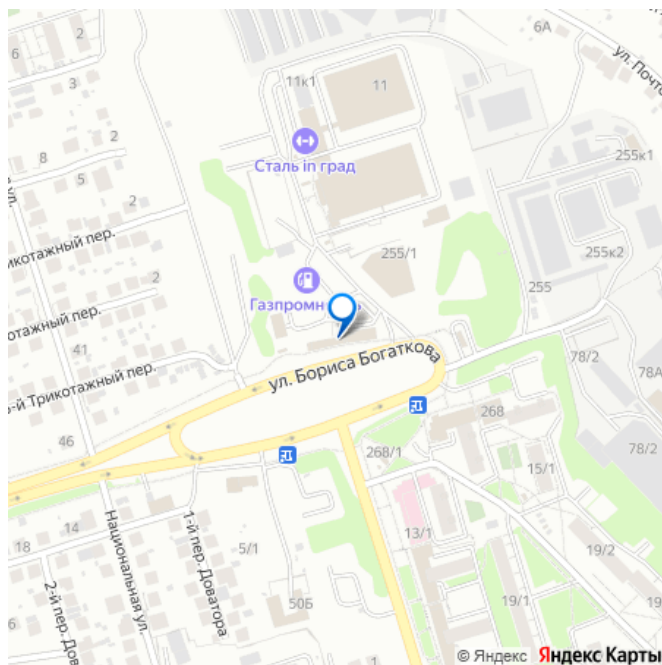 6А
ул. Почто
2
6
2
11к1
11
Сталь in град
255к1
2
8
5
2
рикотажный пер.
255/1
255к2
255
2
Газпромн
отажный пер.
41
ул. Бориса Богаткова
78/2
78А
й Трикотажный пер.
268
46
268/1
15/1
78/2
14
18
13/1
5/1
19/2
Национальная ул.
1-й пер. Доватора
2-й пер. Дов
50Б
19/1
© Яндекс Яндекс Карты